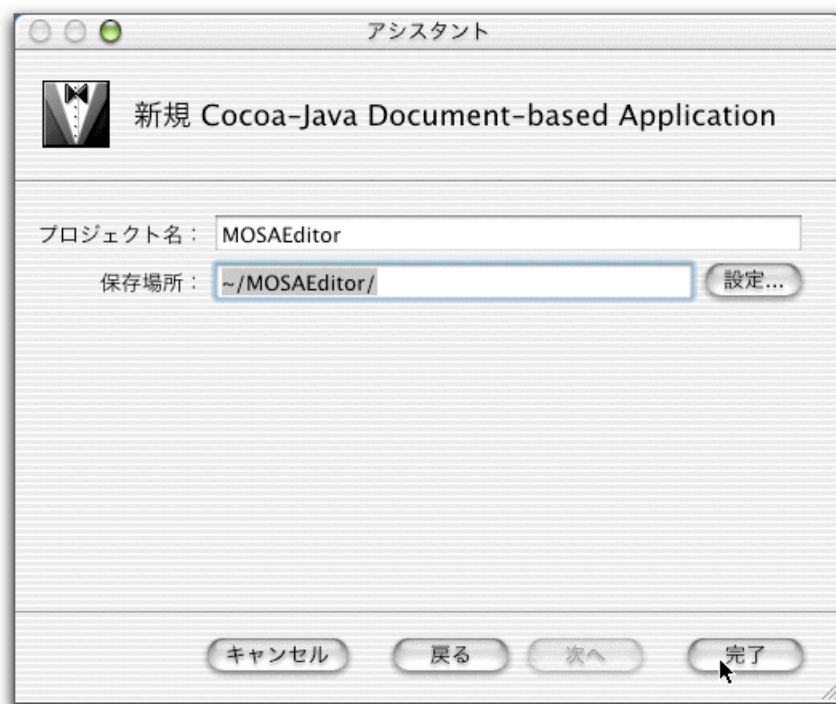 アシスタント
新規 Cocoa-Java Document-based Application
プロジェクト名： MOSAEditor
保存場所： ~/MOSAEditor/ 設定...
キャンセル 戻る 次へ 完了